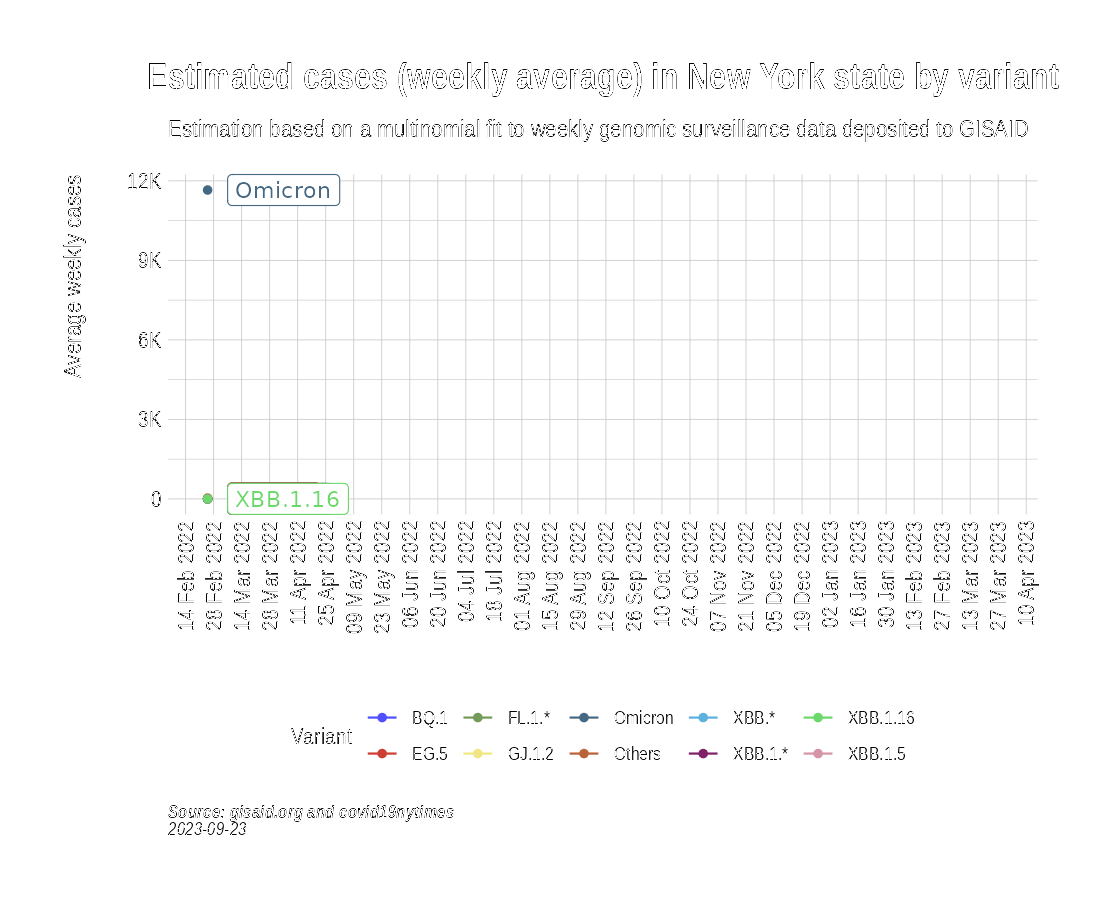 Estimated cases (weekly average) in New York state by variant
Estimation based on a multinomial fit to weekly genomic surveillance data deposited to GISAID
Average weekly cases
12K
9K
6K
3K
0
Omicron
XBB.1.16
14 Feb 2022
28 Feb 2022
14 Mar 2022
28 Mar 2022
11 Apr 2022
25 Apr 2022
09 May 2022
23 May 2022
06 Jun 2022
20 Jun 2022
04 Jul 2022
18 Jul 2022
01 Aug 2022
15 Aug 2022
29 Aug 2022
12 Sep 2022
26 Sep 2022
10 Oct 2022
24 Oct 2022
07 Nov 2022
21 Nov 2022
05 Dec 2022
19 Dec 2022
02 Jan 2023
16 Jan 2023
30 Jan 2023
13 Feb 2023
27 Feb 2023
13 Mar 2023
27 Mar 2023
10 Apr 2023
Variant
BQ.1 FL.1.* Omicron XBB.* XBB.1.16
EG.5 GJ.1.2 Others XBB.1.* XBB.1.5
Source: gisaid.org and covid19nytimes
2023-09-23